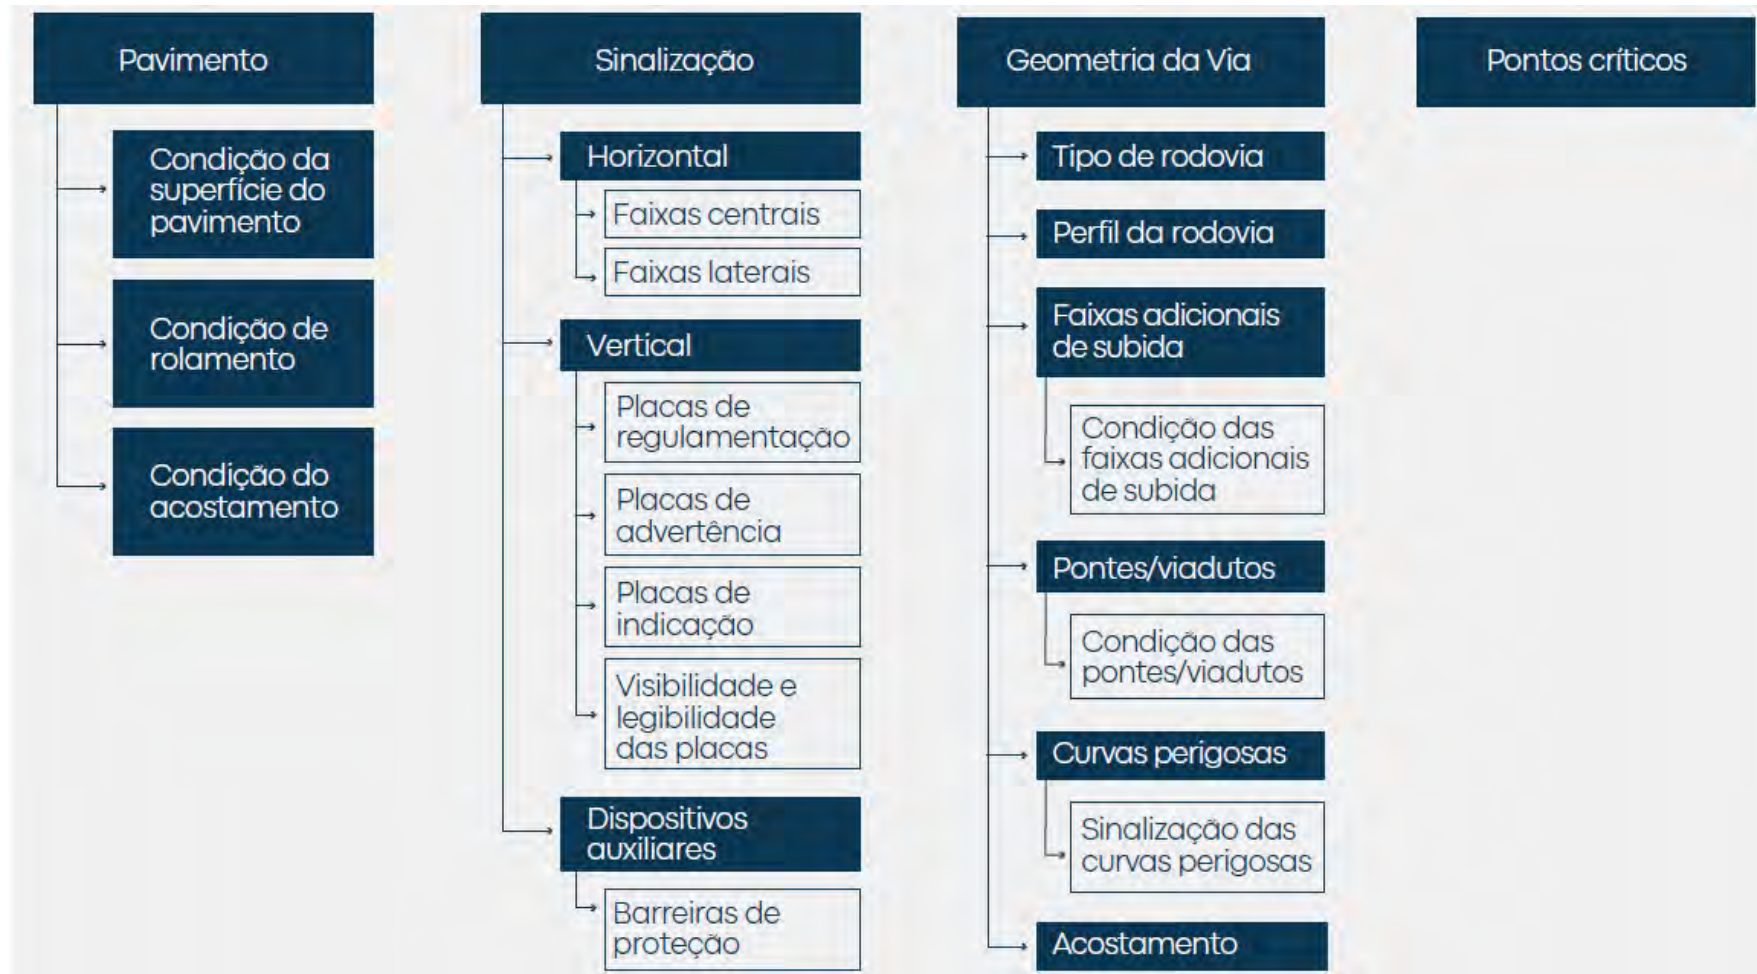 Pavimento
Condição da
superfície do
pavimento
Condição de
rolamento
Condição do
acostamento
Sinalização
Horizontal
Faixas centrais
Faixas laterais
Vertical
Placas de
regulamentação
Placas de
advertência
Placas de
indicação
Visibilidade e
legibilidade
das placas
Dispositivos
auxiliares
Barreiras de
proteção
Geometria da Via
Tipo de rodovia
Perfil da rodovia
Faixas adicionais
de subida
Condição das
faixas adicionais
de subida
Pontes/viadutos
Condição das
pontes/viadutos
Curvas perigosas
Sinalização das
curvas perigosas
Acostamento
Pontos críticos